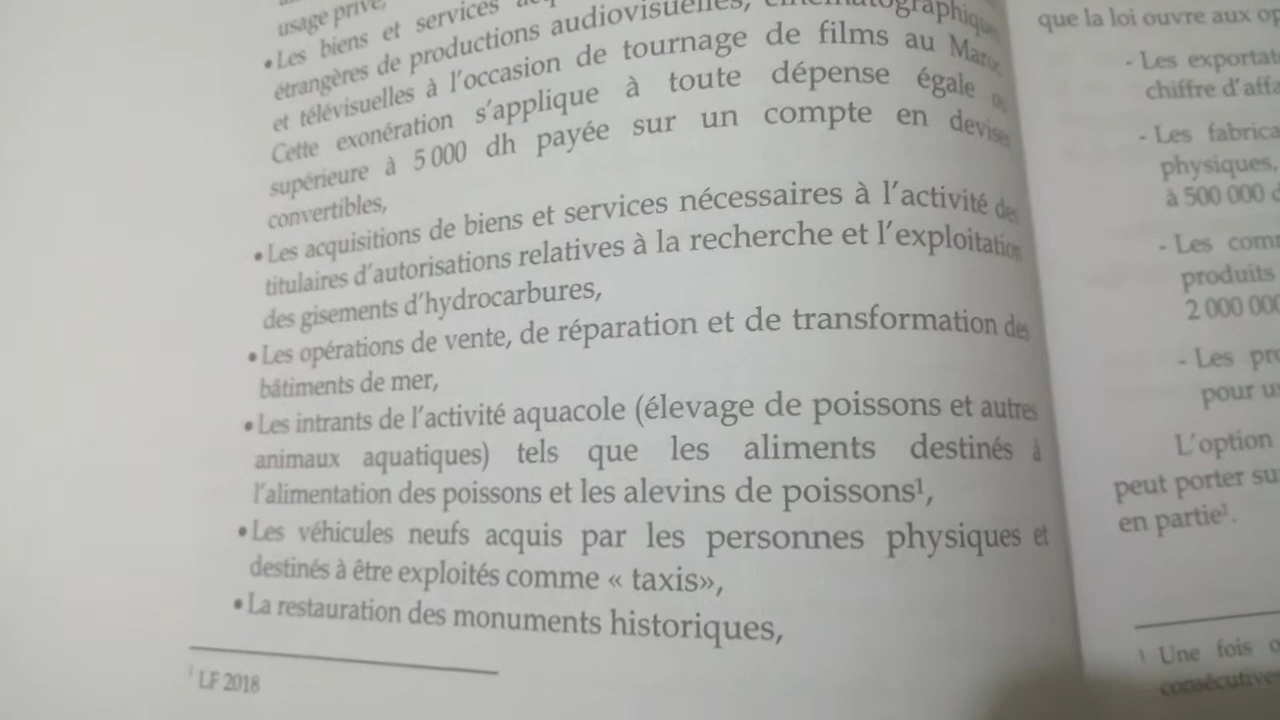 usage privé,
•Les biens et services
étrangères de productions audiovisuelles, cinématographiques
et télévisuelles à l'occasion de tournage de films au Maroc.
Cette exonération s'applique à toute dépense égale ou
supérieure à 5 000 dh payée sur un compte en devises
convertibles,
•Les acquisitions de biens et services nécessaires à l'activité des
titulaires d'autorisations relatives à la recherche et l'exploitation
des gisements d'hydrocarbures,
•Les opérations de vente, de réparation et de transformation des
bâtiments de mer,
•Les intrants de l'activité aquacole (élevage de poissons et autres
animaux aquatiques) tels que les aliments destinés à
l'alimentation des poissons et les alevins de poissons¹,
•Les véhicules neufs acquis par les personnes physiques et
destinés à être exploités comme « taxis»,
•La restauration des monuments historiques,
¹ LF 2018
que la loi ouvre aux
- Les
chiffre
- Les
physiques,
à 500 000
- Les
produits
- Les
pour
L'option
peut porter
en partie¹.
¹ Une fois